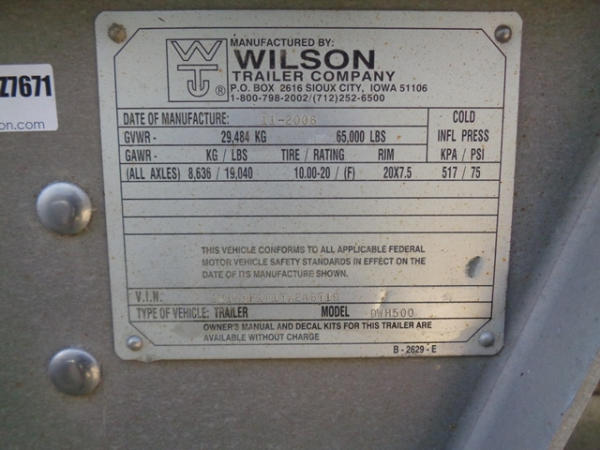 Z7671
on.com
WT
®
MANUFACTURED BY:
WILSON
TRAILER COMPANY
P.O. BOX 2616 SIOUX CITY, IOWA 51106
1-800-798-2002/(712)252-6500
DATE OF MANUFACTURE: 11-2006
COLD
GVWR - 29,484 KG 65,000 LBS INFL PRESS
GAWR - KG / LBS TIRE / RATING RIM KPA / PSI
(ALL AXLES) 8,636 / 19,040 10.00-20 / (F) 20X7.5 517 / 75
THIS VEHICLE CONFORMS TO ALL APPLICABLE FEDERAL
MOTOR VEHICLE SAFETY STANDARDS IN EFFECT ON THE
DATE OF ITS MANUFACTURE SHOWN.
V.I.N.
TYPE OF VEHICLE: TRAILER MODEL DWH500
OWNER'S MANUAL AND DECAL KITS FOR THIS TRAILER ARE
AVAILABLE WITHOUT CHARGE
B - 2629 - E